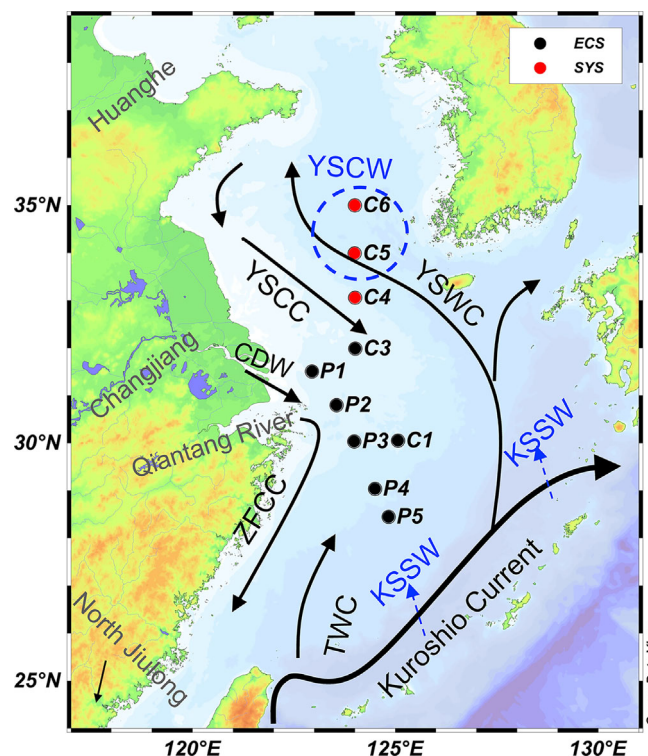 ECS
SYS
Huanghe
YSCW
35°N
C6
C5
C4
YSWC
YSCC
C3
CDW
P1
Changjiang
P2
Qiantang River
30°N
P3
C1
KSSW
ZFCC
P4
P5
KSSW
TWC
Kuroshio Current
North Jiulong
25°N
120°E
125°E
130°E